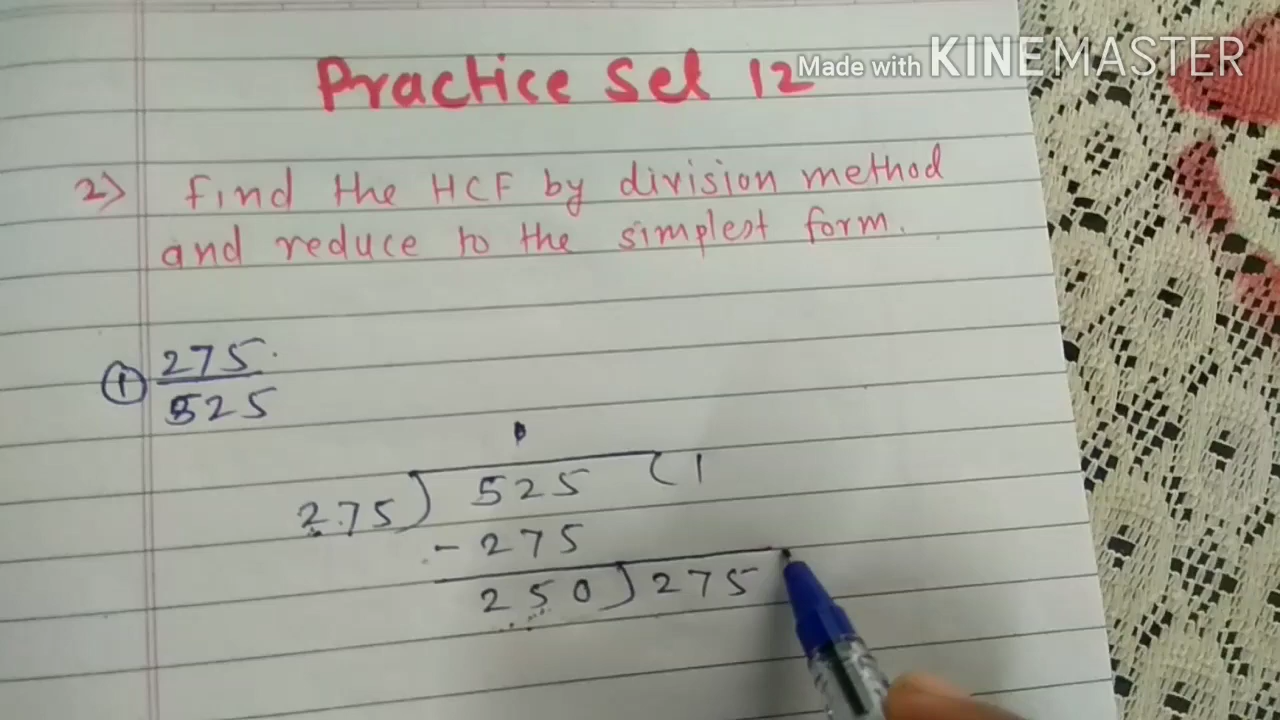 Made with KINEMASTER
Practice Set 12
2) find the HCF by division method
and reduce to the simplest form.
① 275
525
275) 525 ( 1
- 275
250) 275